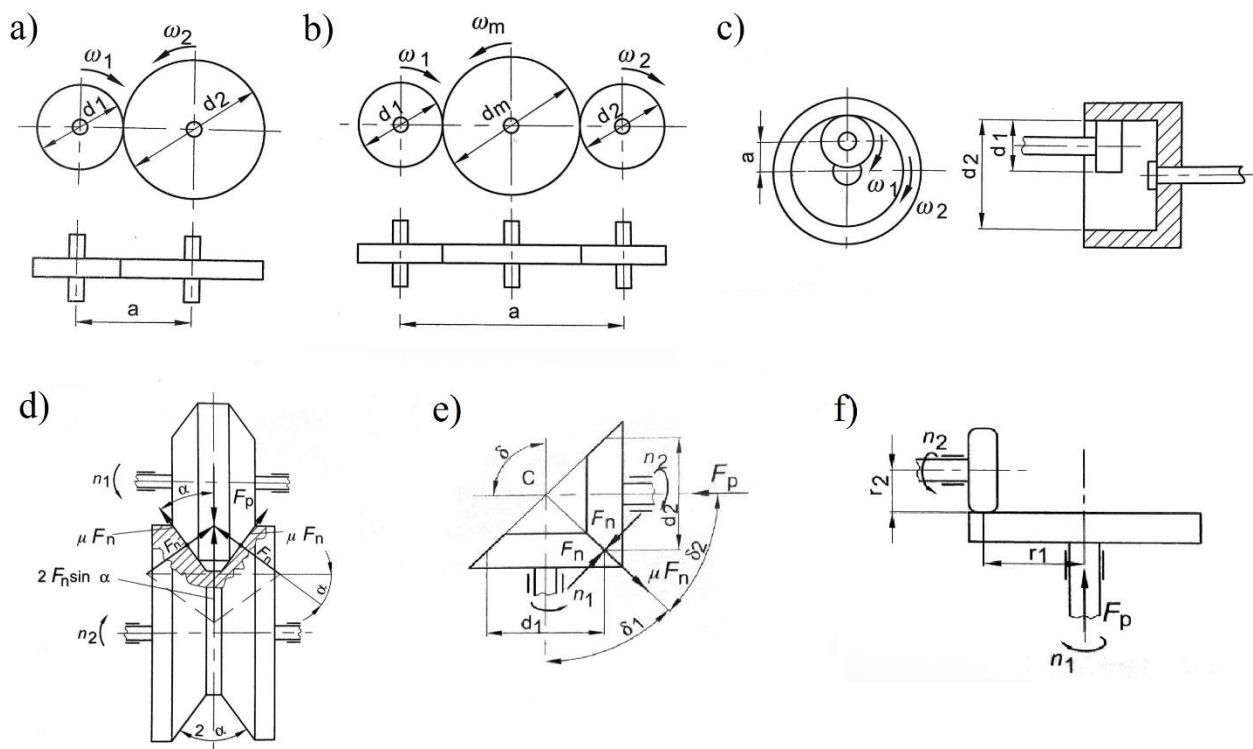 a)
ω1
ω2
d1
d2
a
b)
ω1
ωm
ω2
d1
dm
d2
a
c)
a
ω1
ω2
d2
d1
d)
n1
α
Fp
μ Fn
Fn
Fn
μ Fn
2 Fn sin α
α
n2
2 α
e)
δ
C
n2
Fp
d2
Fn
Fn
μFn
δ2
n1
d1
δ1
f)
n2
r2
r1
Fp
n1